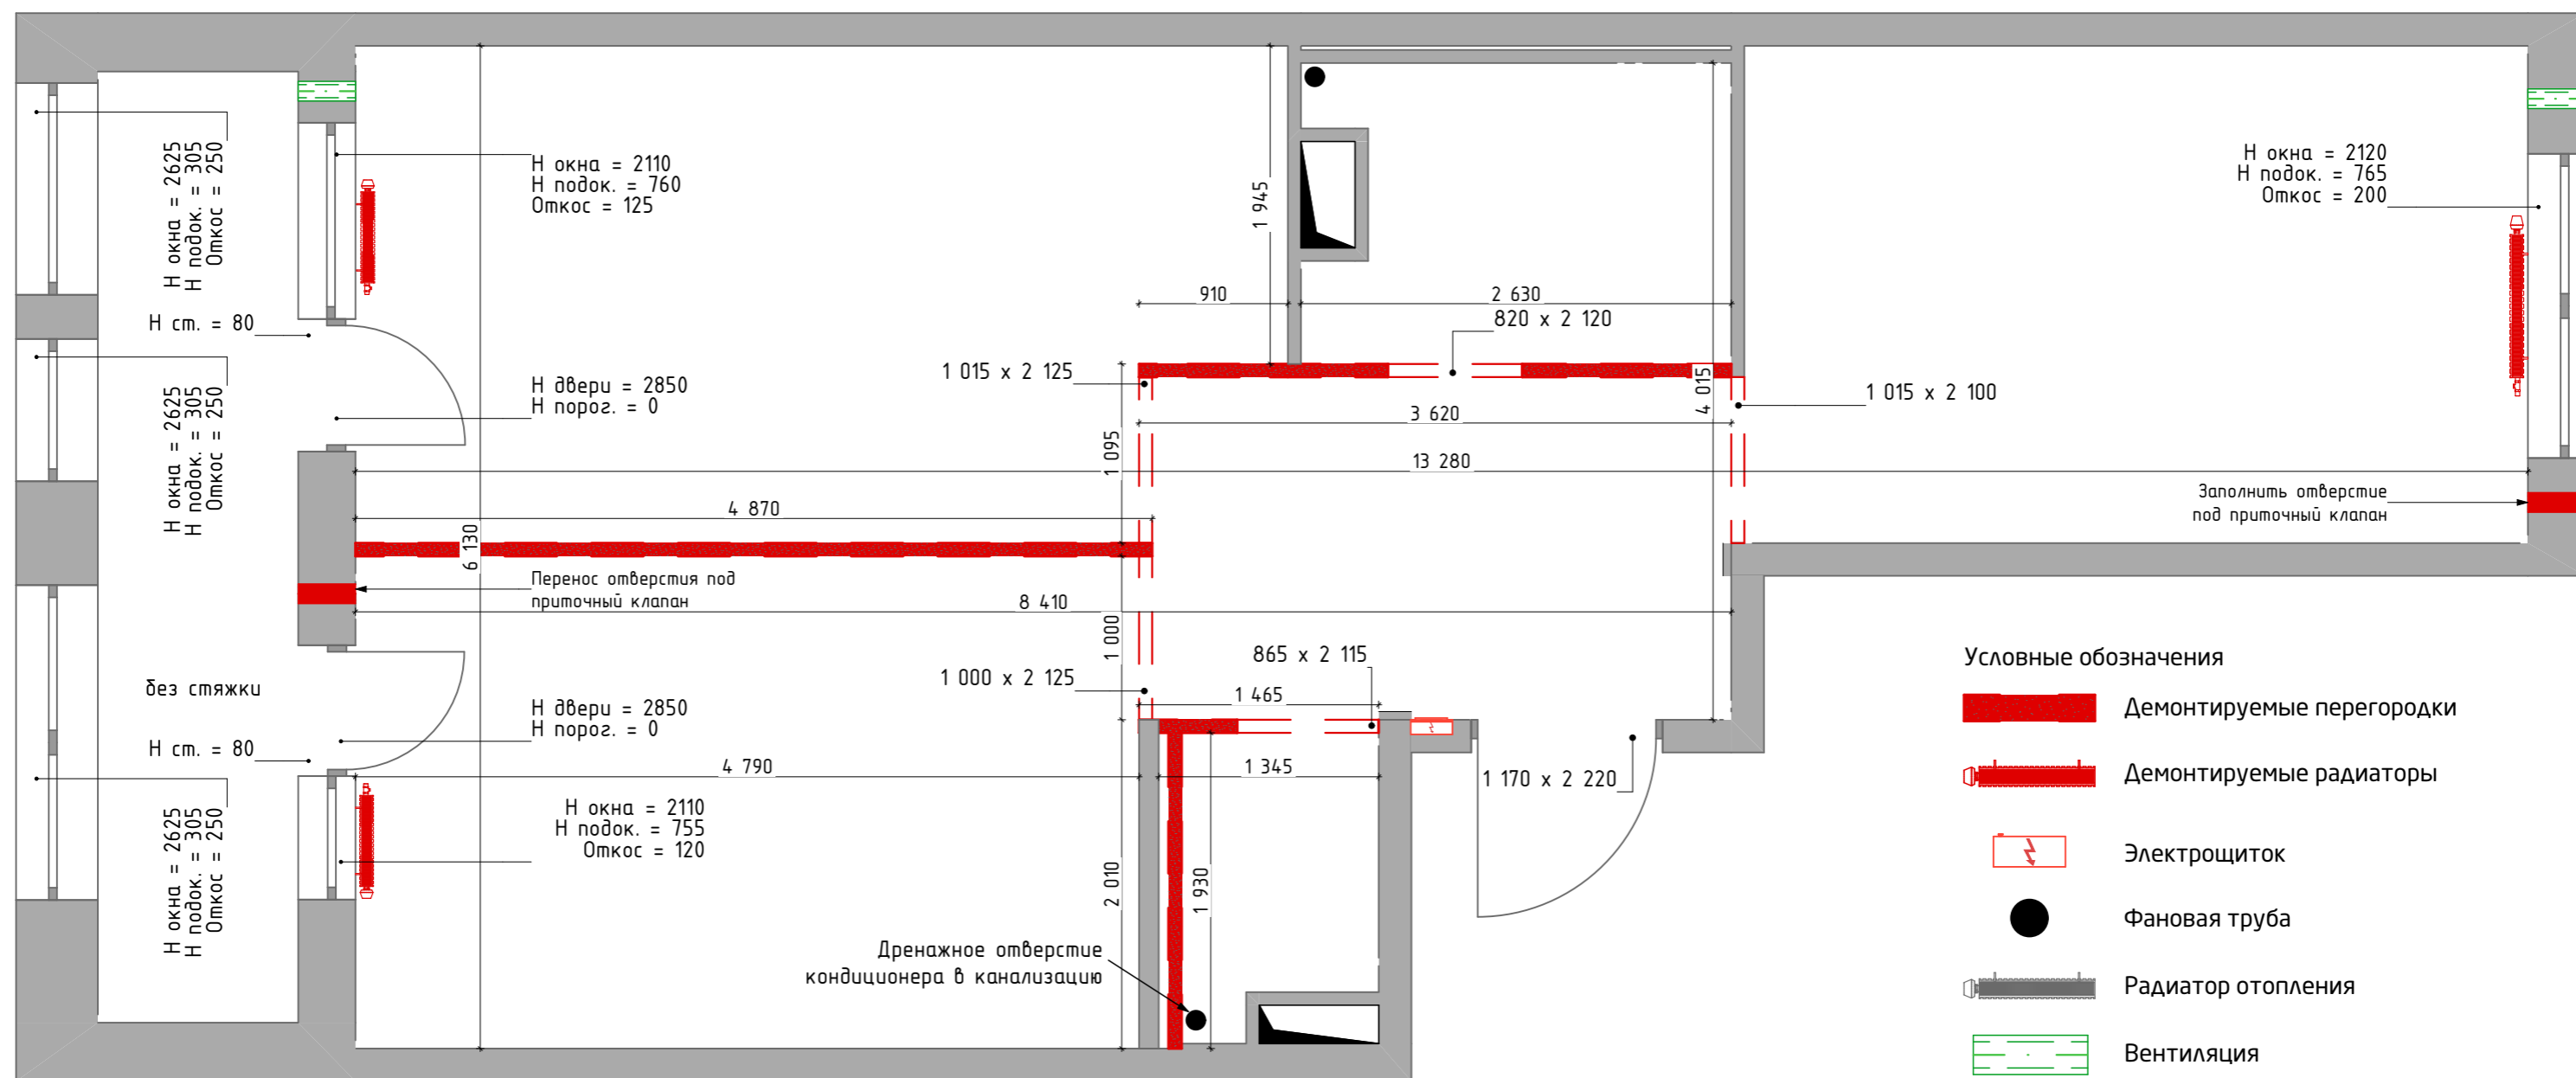 H окна = 2625
H подок. = 305
Откос = 250
H окна = 2110
H подок. = 760
Откос = 125
H окна = 2120
H подок. = 765
Откос = 200
1 945
910
2 630
820 x 2 120
H ст. = 80
1 015 x 2 125
H двери = 2850
H порог. = 0
4 015
1 015 x 2 100
3 620
1 095
13 280
H окна = 2625
H подок. = 305
Откос = 250
4 870
Заполнить отверстие
под приточный клапан
6 130
Перенос отверстия под
приточный клапан
8 410
1 000
865 x 2 115
1 000 x 2 125
1 465
без стяжки
H двери = 2850
H порог. = 0
H ст. = 80
4 790
1 345
1 170 x 2 220
H окна = 2110
H подок. = 755
Откос = 120
H окна = 2625
H подок. = 305
Откос = 250
2 010
1 930
Дренажное отверстие
кондиционера в канализацию
Условные обозначения
Демонтируемые перегородки
Демонтируемые радиаторы
Электрощиток
Фановая труба
Радиатор отопления
Вентиляция